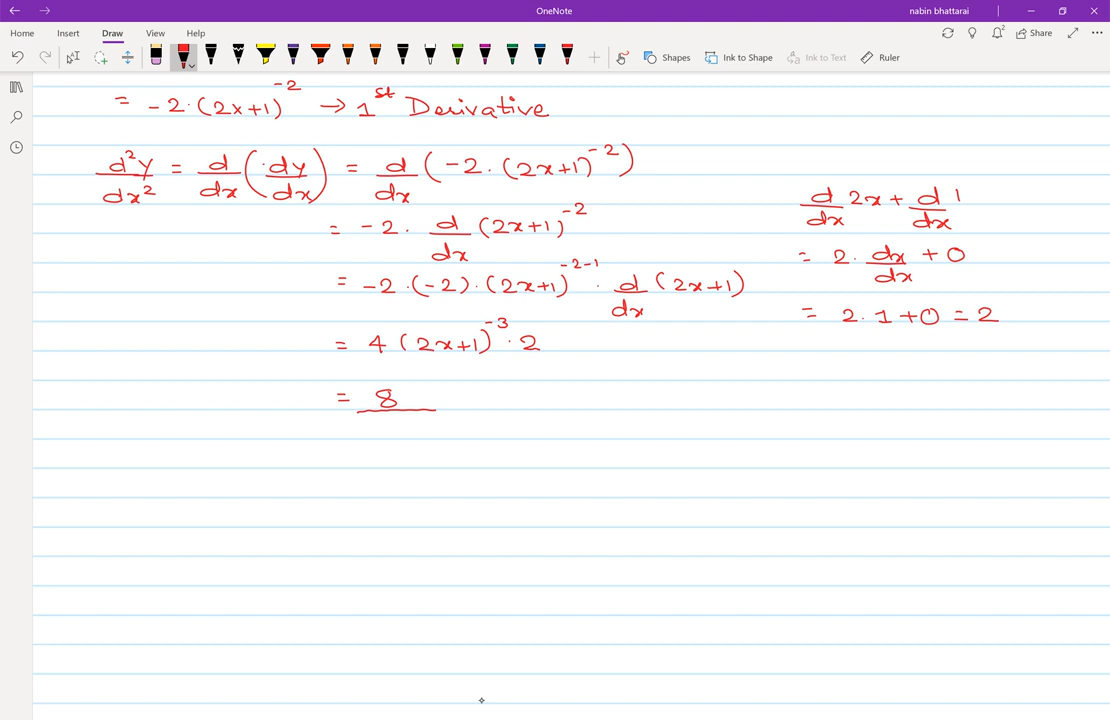 OneNote
nabin bhattarai
Home Insert Draw View Help
Share
Shapes Ink to Shape Ink to Text Ruler
= -2·(2x+1)^-2 → 1st Derivative
d²y/dx² = d/dx(dy/dx) = d/dx(-2·(2x+1)^-2)
= -2· d/dx (2x+1)^-2
= -2·(-2)·(2x+1)^-2-1 · d/dx (2x+1)
= 4(2x+1)^-3 · 2
= 8
d/dx 2x + d/dx 1
= 2· dx/dx + 0
= 2·1+0 = 2